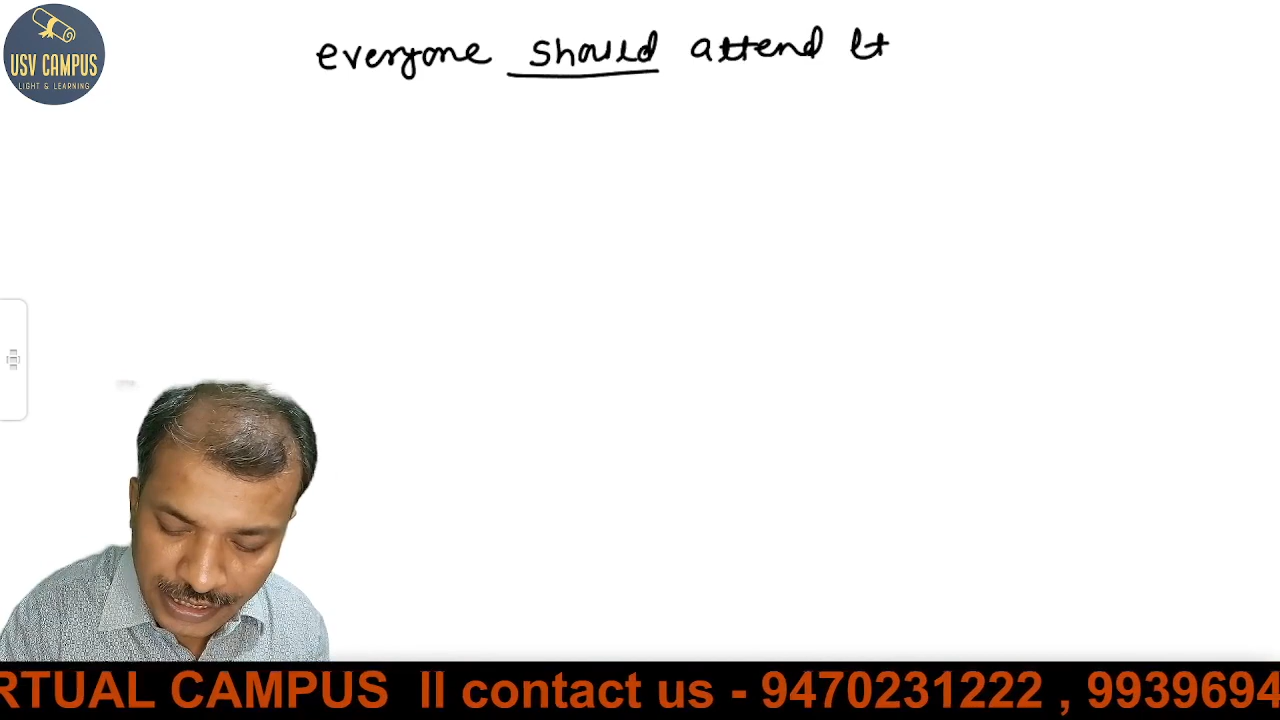 everyone should attend it
USV CAMPUS
LIGHT & LEARNING
RTUAL CAMPUS II contact us - 9470231222 , 9939694